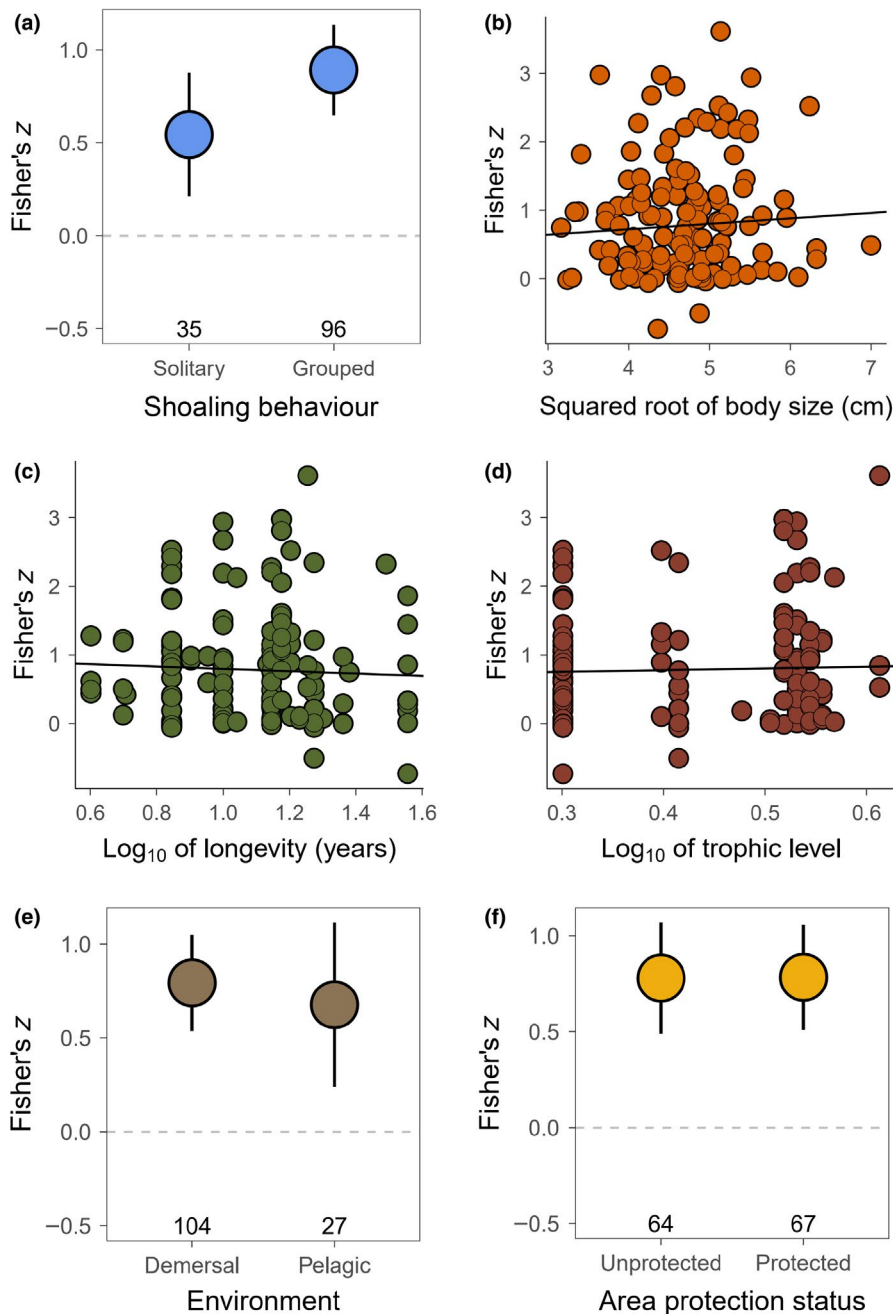 (a)
Fisher's z
1.0
0.5
0.0
−0.5
35
96
Solitary
Grouped
Shoaling behaviour
(b)
Fisher's z
3
2
1
0
3
4
5
6
7
Squared root of body size (cm)
(c)
Fisher's z
3
2
1
0
0.6
0.8
1.0
1.2
1.4
1.6
Log₁₀ of longevity (years)
(d)
Fisher's z
3
2
1
0
0.3
0.4
0.5
0.6
Log₁₀ of trophic level
(e)
Fisher's z
1.0
0.5
0.0
−0.5
104
27
Demersal
Pelagic
Environment
(f)
Fisher's z
1.0
0.5
0.0
−0.5
64
67
Unprotected
Protected
Area protection status